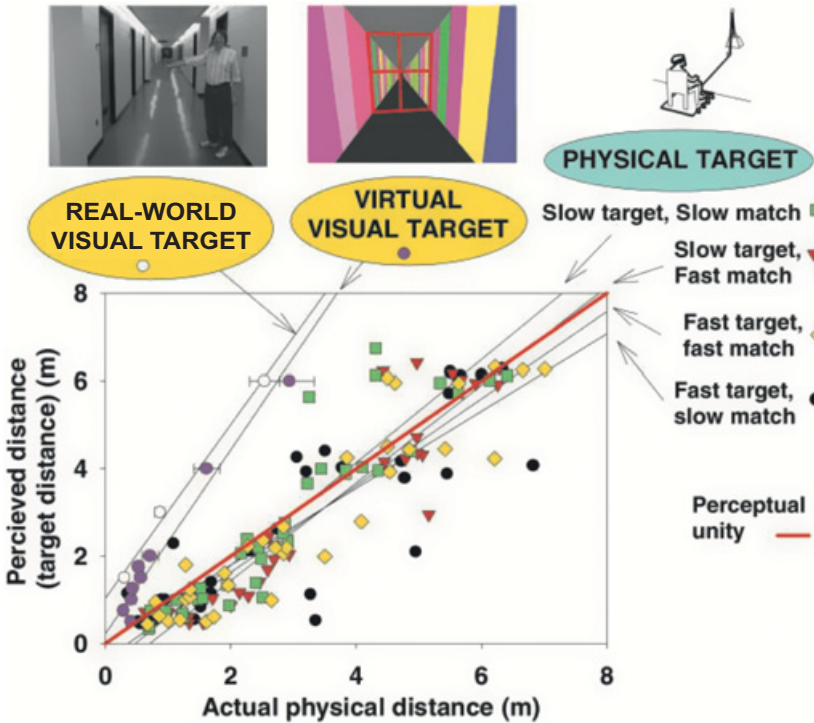 PHYSICAL TARGET
REAL-WORLD
VISUAL TARGET
VIRTUAL
VISUAL TARGET
Slow target, Slow match
Slow target,
Fast match
Fast target,
fast match
Fast target,
slow match
Perceptual
unity
Percieved distance
(target distance) (m)
8
6
4
2
0
0 2 4 6 8
Actual physical distance (m)